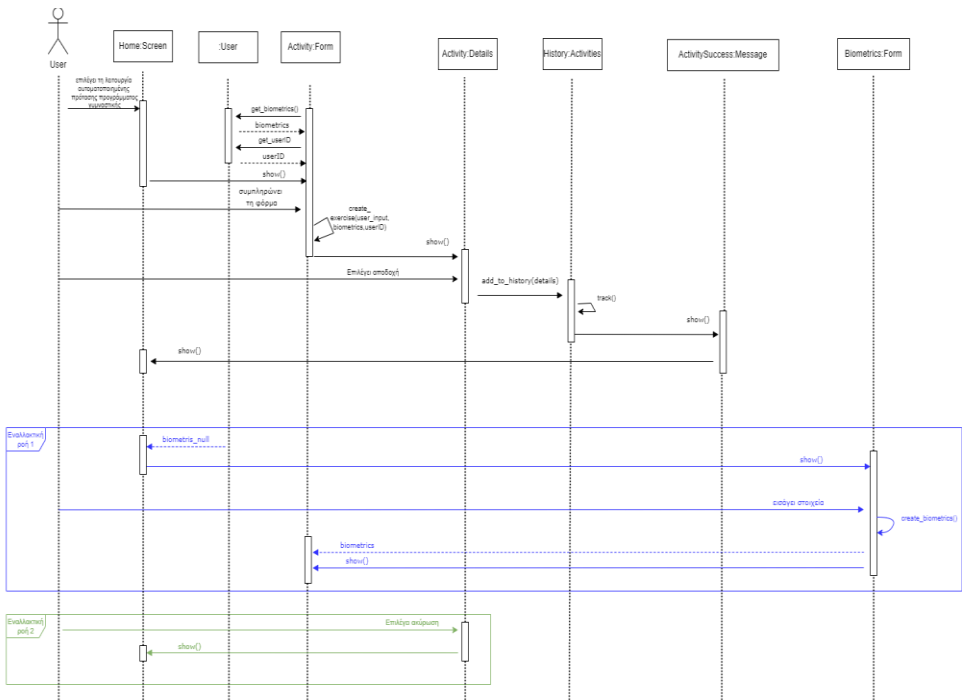 User
Home:Screen
:User
Activity:Form
Activity:Details
History:Activities
ActivitySuccess:Message
Biometrics:Form
επιλέγει τη λειτουργία
αυτοματοποιημένης
πρότασης προγράμματος
γυμναστικής
get_biometrics()
biometrics
get_userID
userID
show()
συμπληρώνει
τη φόρμα
create_
exercise(user_input,
biometrics,userID)
show()
Επιλέγει αποδοχή
add_to_history(details)
track()
show()
show()
Εναλλακτική
ροή 1
biometris_null
show()
εισάγει στοιχεία
create_biometrics()
biometrics
show()
Εναλλακτική
ροή 2
Επιλέγει ακύρωση
show()